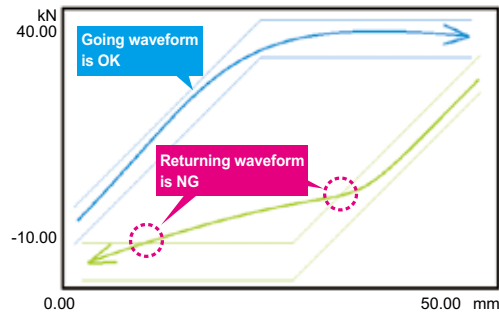 kN
40.00
Going waveform
is OK
Returning waveform
is NG
-10.00
0.00
50.00 mm